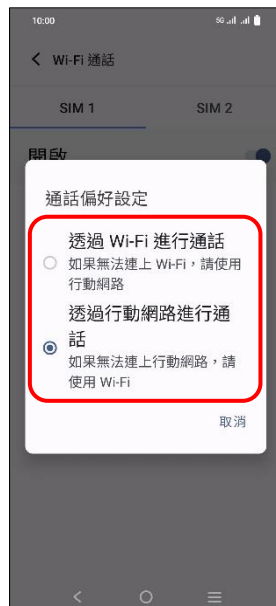 10:00
5G
Wi-Fi 通話
SIM 1 SIM 2
開啟
通話偏好設定
透過 Wi-Fi 進行通話
如果無法連上 Wi-Fi，請使用
行動網路
透過行動網路進行通
話
如果無法連上行動網路，請
使用 Wi-Fi
取消